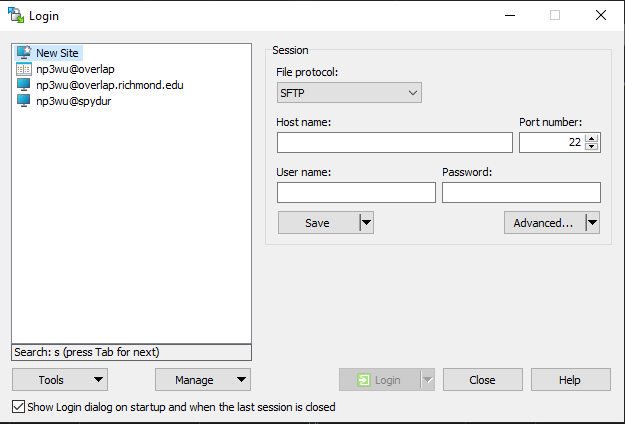 Login
New Site
np3wu@overlap
np3wu@overlap.richmond.edu
np3wu@spydur
Search: s (press Tab for next)
Session
File protocol:
SFTP
Host name:
Port number:
22
User name:
Password:
Save
Advanced...
Tools
Manage
Login
Close
Help
Show Login dialog on startup and when the last session is closed